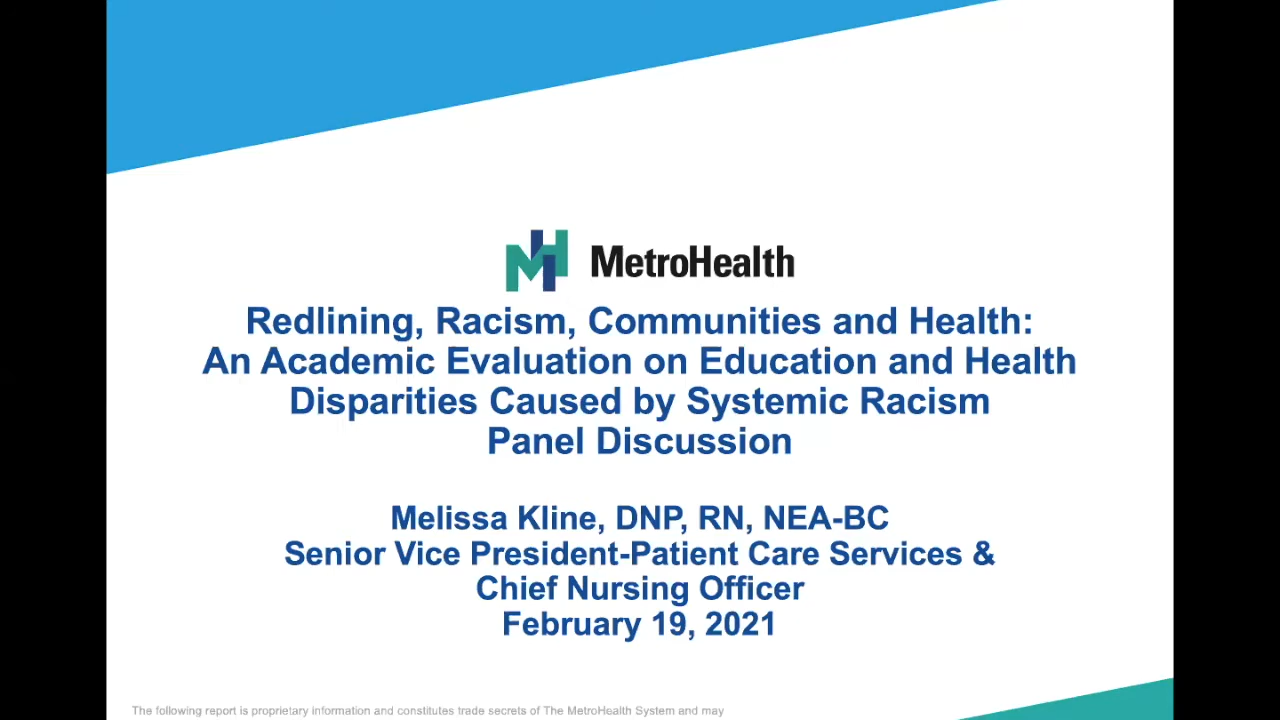 MetroHealth
Redlining, Racism, Communities and Health:
An Academic Evaluation on Education and Health
Disparities Caused by Systemic Racism
Panel Discussion
Melissa Kline, DNP, RN, NEA-BC
Senior Vice President-Patient Care Services &
Chief Nursing Officer
February 19, 2021
The following report is proprietary information and constitutes trade secrets of The MetroHealth System and may